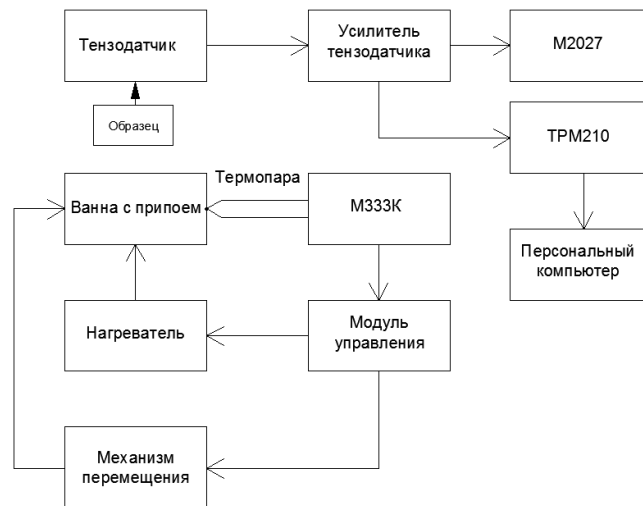 Тензодатчик
Усилитель
тензодатчика
М2027
Образец
ТРМ210
Термопара
Ванна с припоем
М333К
Персональный
компьютер
Нагреватель
Модуль
управления
Механизм
перемещения